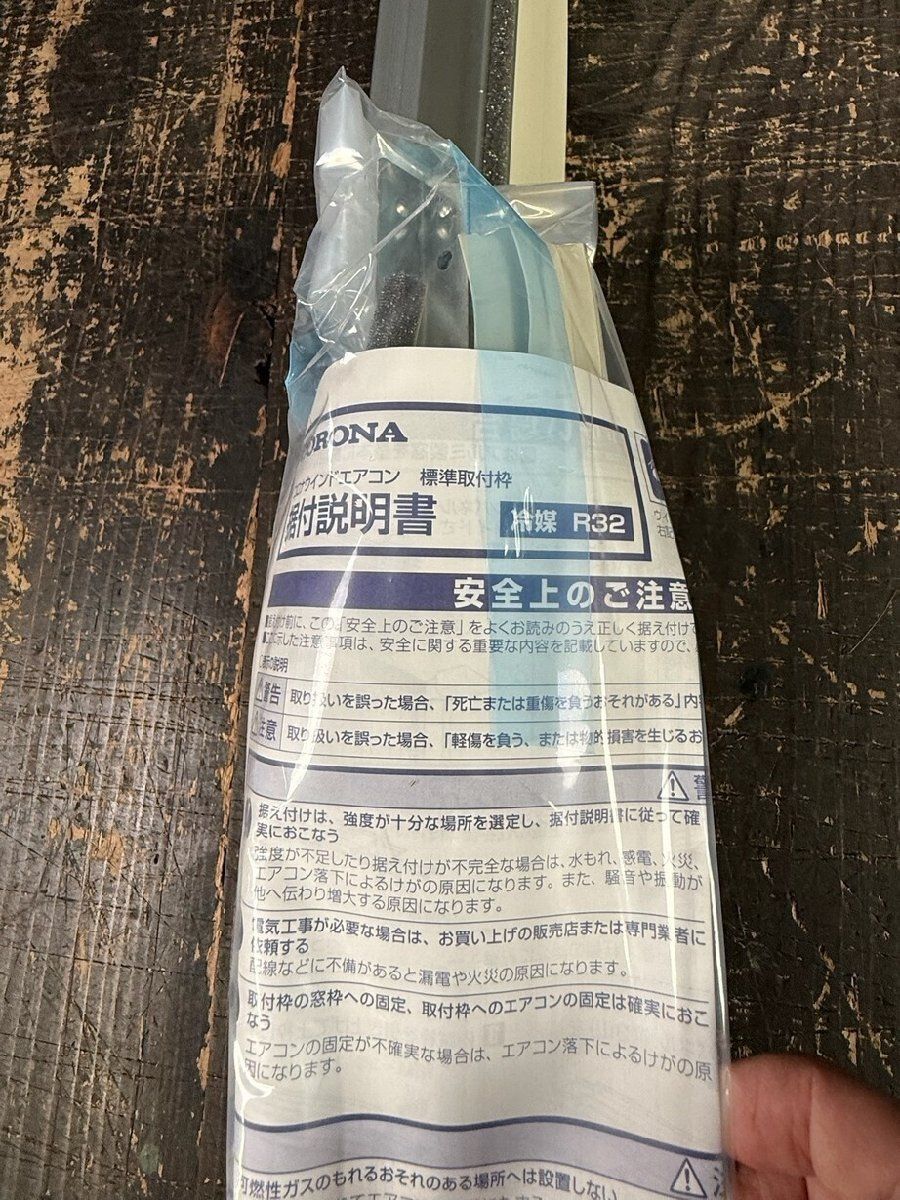 CORONA
ウインドエアコン 標準取付枠
据付説明書
冷媒 R32
安全上のご注意
付け前に、この「安全上のご注意」をよくお読みのうえ正しく据え付けて
示した注意事項は、安全に関する重要な内容を記載していますので、
表示の説明
警告 取り扱いを誤った場合、「死亡または重傷を負うおそれがある」内
注意 取り扱いを誤った場合、「軽傷を負う、または物的損害を生じるお
警
据え付けは、強度が十分な場所を選定し、据付説明書に従って確
実におこなう
強度が不足したり据え付けが不完全な場合は、水もれ、感電、火災、
エアコン落下によるけがの原因になります。また、騒音や振動が
他へ伝わり増大する原因になります。
電気工事が必要な場合は、お買い上げの販売店または専門業者に
依頼する
配線などに不備があると漏電や火災の原因になります。
取付枠の窓枠への固定、取付枠へのエアコンの固定は確実におこ
なう
エアコンの固定が不確実な場合は、エアコン落下によるけがの原
因になります。
可燃性ガスのもれるおそれのある場所へは設置しない